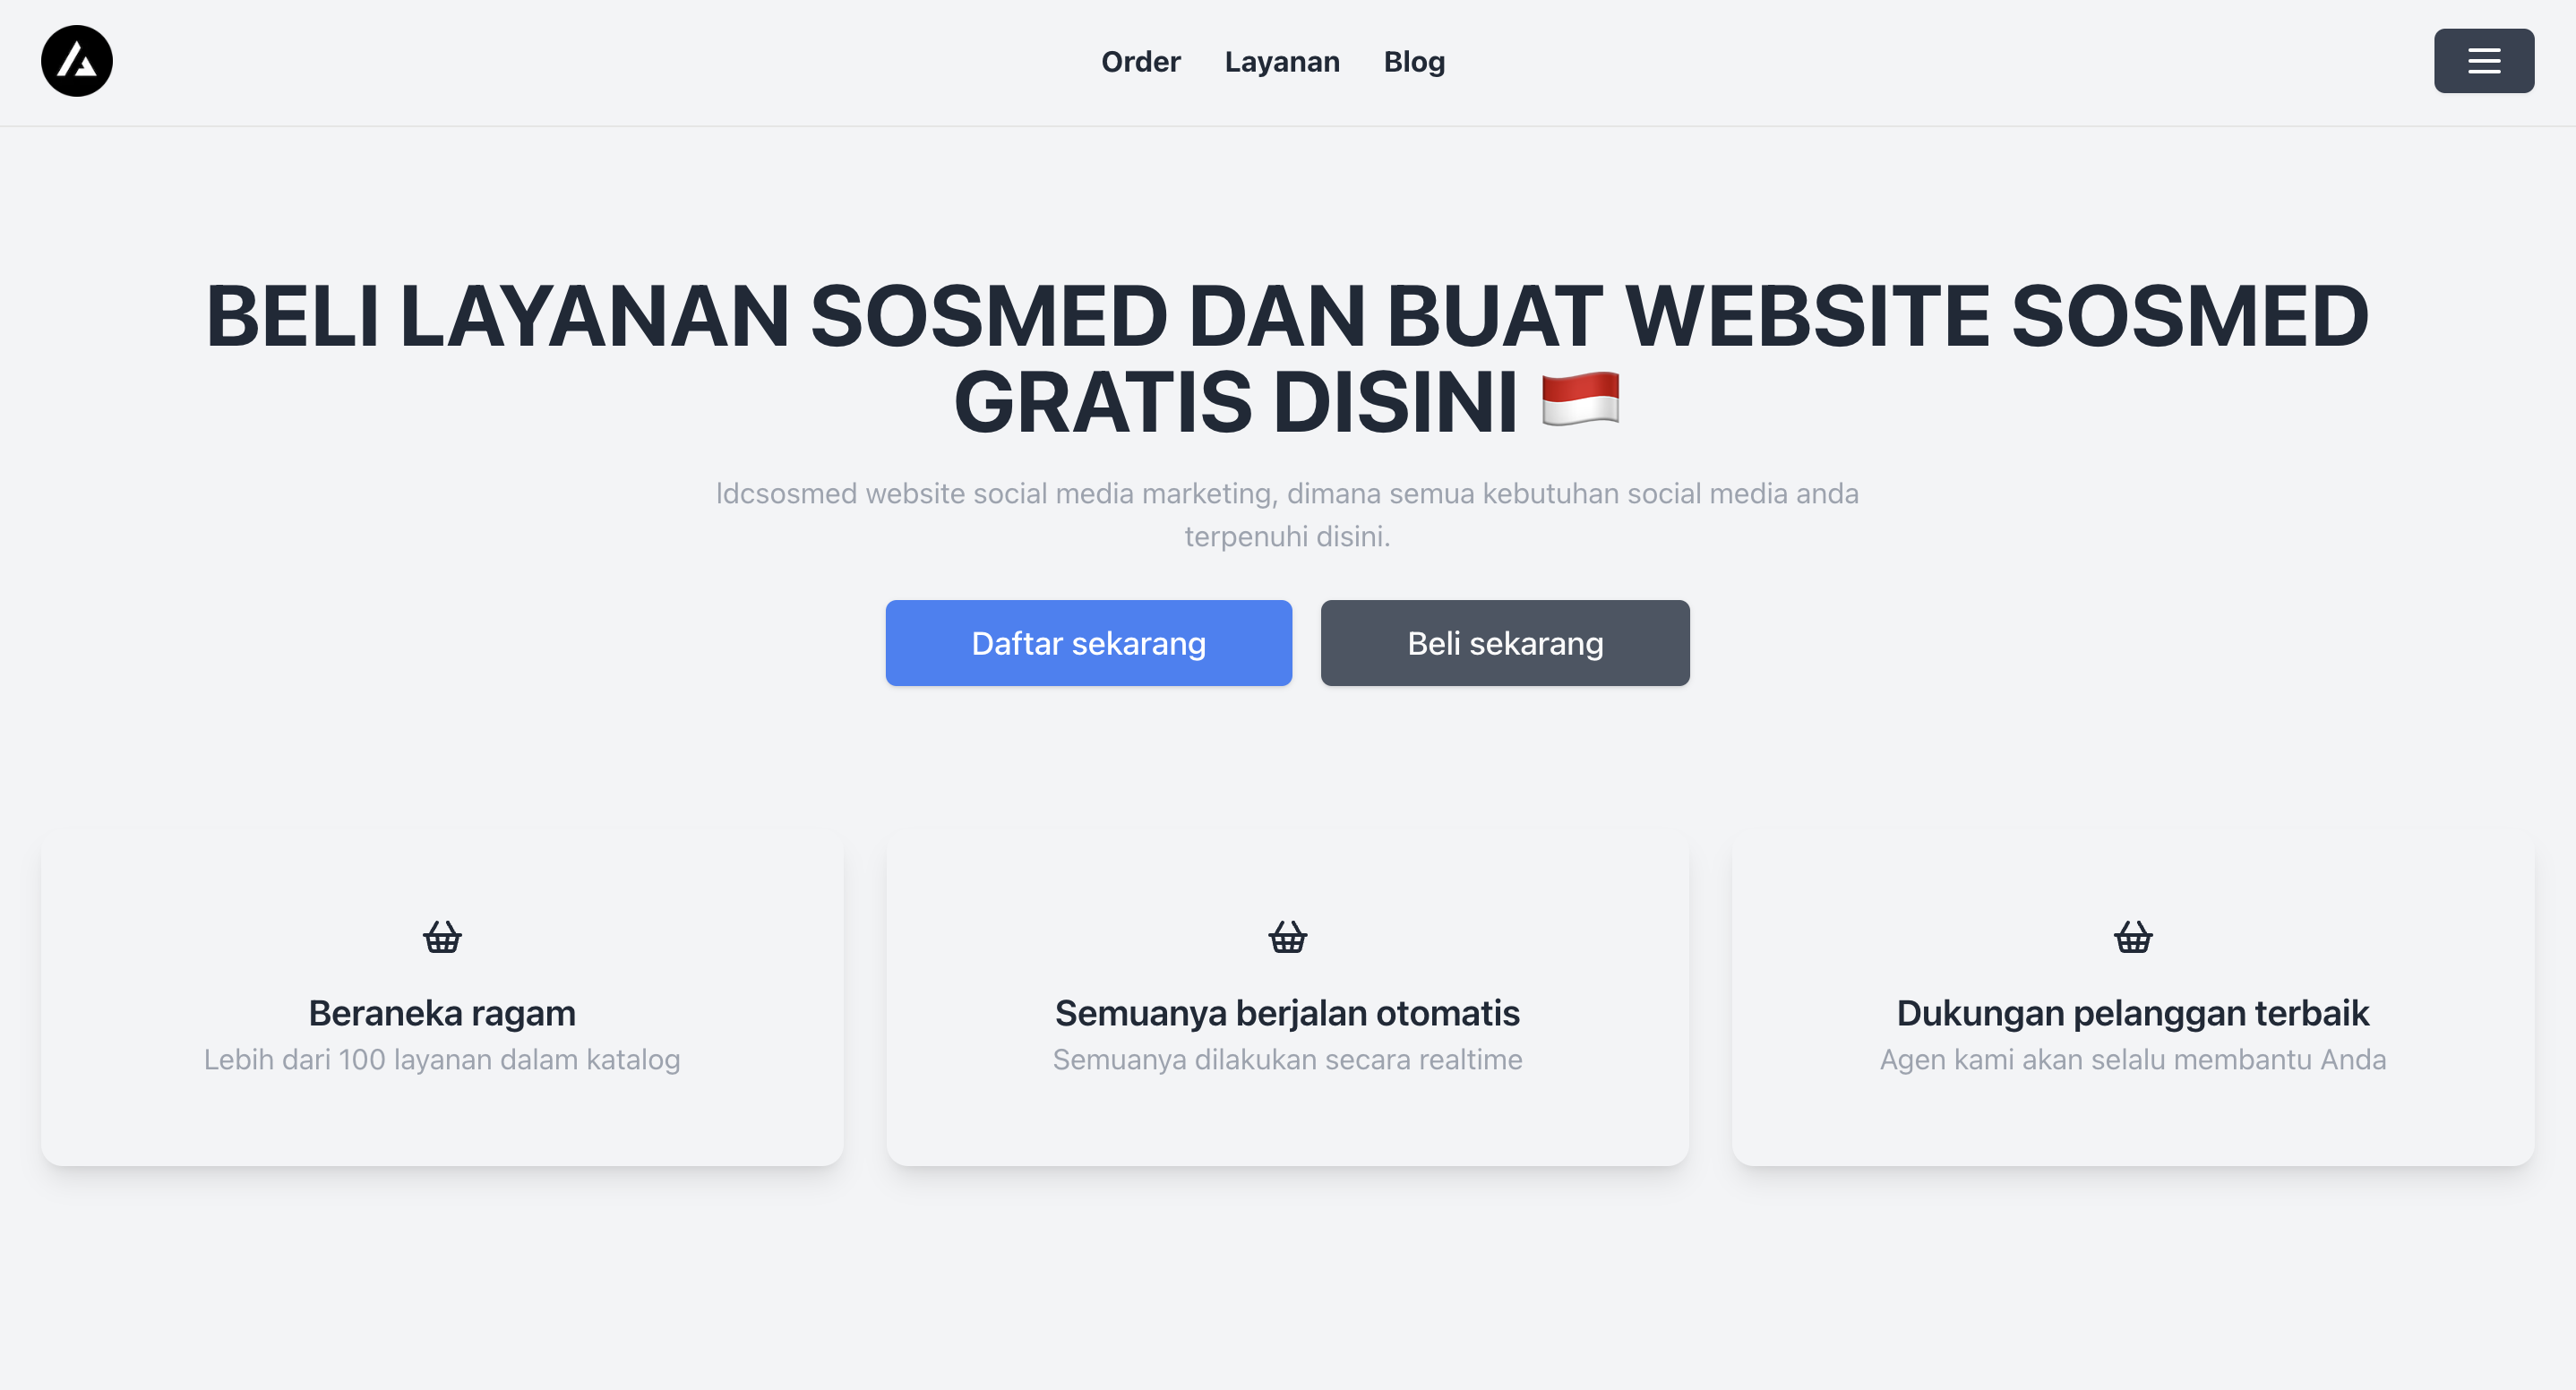 Order Layanan Blog
BELI LAYANAN SOSMED DAN BUAT WEBSITE SOSMED
GRATIS DISINI 🇮🇩
Idcsosmed website social media marketing, dimana semua kebutuhan social media anda
terpenuhi disini.
Daftar sekarang
Beli sekarang
Beraneka ragam
Lebih dari 100 layanan dalam katalog
Semuanya berjalan otomatis
Semuanya dilakukan secara realtime
Dukungan pelanggan terbaik
Agen kami akan selalu membantu Anda